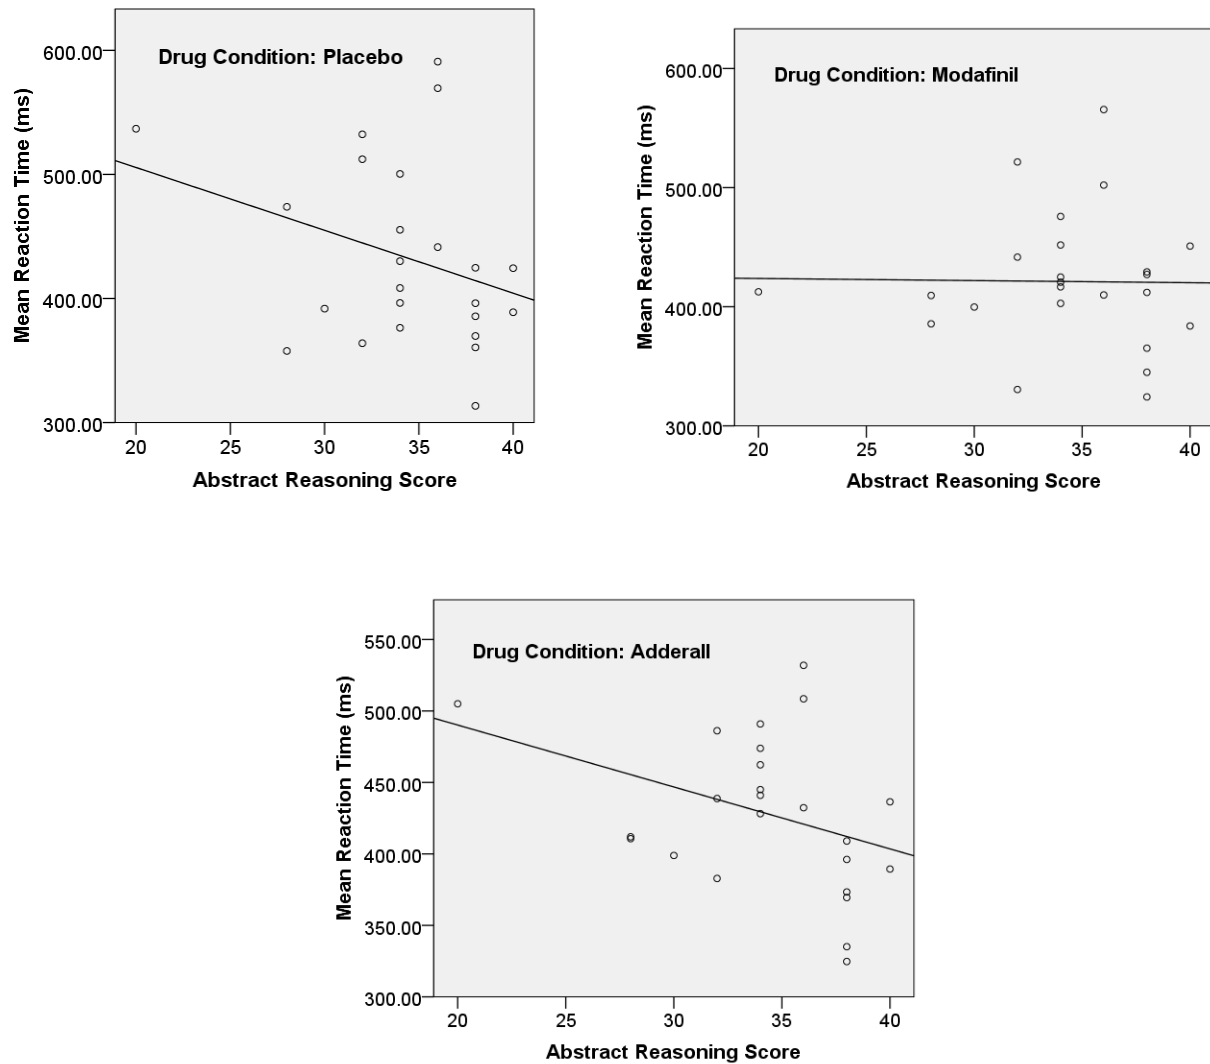 Drug Condition: Placebo
Mean Reaction Time (ms)
600.00
500.00
400.00
300.00
20 25 30 35 40
Abstract Reasoning Score
Drug Condition: Modafinil
Mean Reaction Time (ms)
600.00
500.00
400.00
300.00
20 25 30 35 40
Abstract Reasoning Score
Drug Condition: Adderall
Mean Reaction Time (ms)
550.00
500.00
450.00
400.00
350.00
300.00
20 25 30 35 40
Abstract Reasoning Score